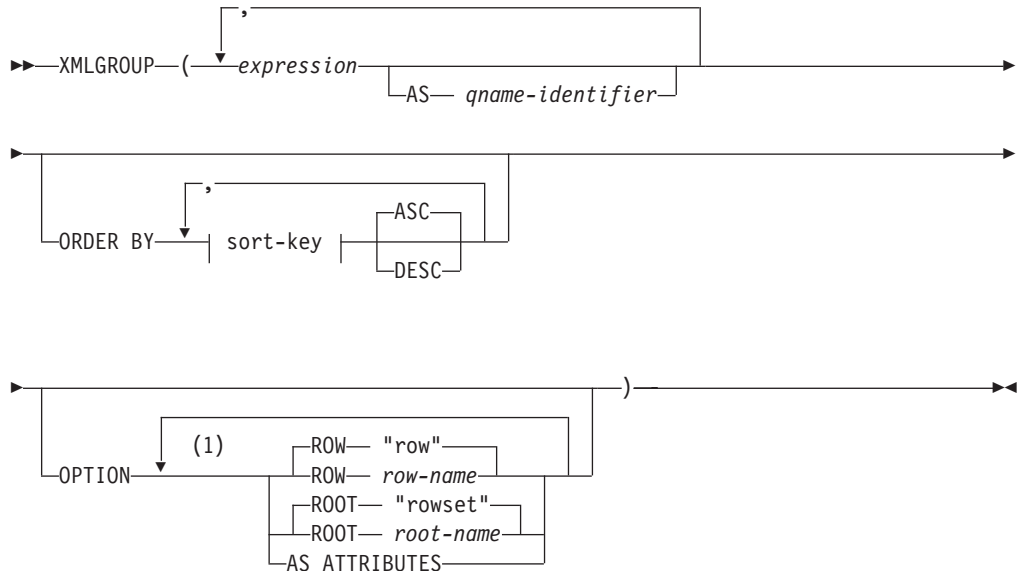 ,
XMLGROUP ( expression
AS qname-identifier
,
ORDER BY sort-key ASC
DESC
OPTION (1) ROW "row" )
ROW row-name
ROOT "rowset"
ROOT root-name
AS ATTRIBUTES